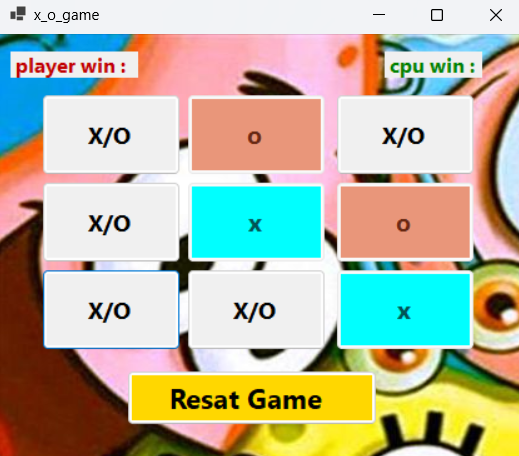 x_o_game
player win : cpu win :
X/O o X/O
X/O x o
X/O X/O x
Resat Game